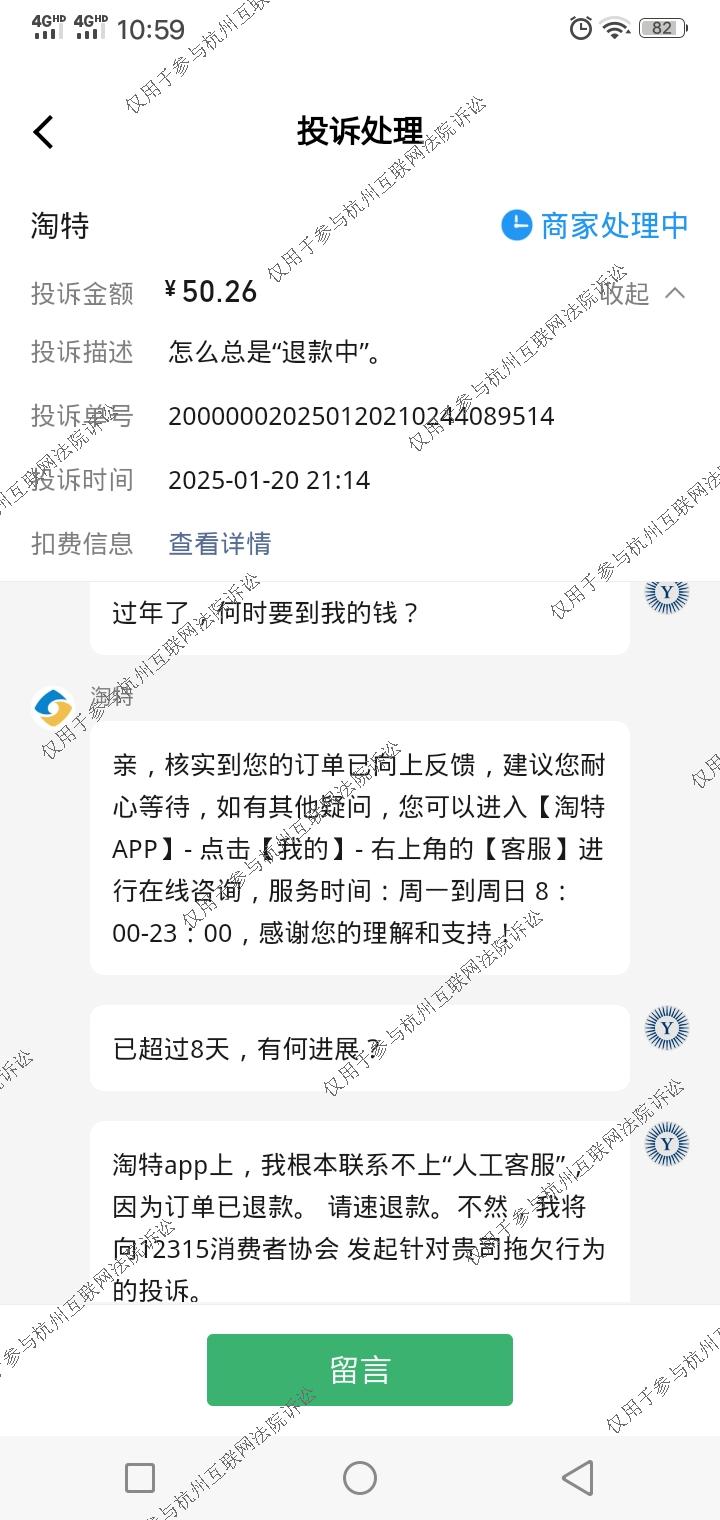 4GHD 4GHD 10:59 82
投诉处理
淘特 商家处理中
投诉金额 ¥50.26 收起
投诉描述 怎么总是“退款中”。
投诉单号 200000020250120210244089514
投诉时间 2025-01-20 21:14
扣费信息 查看详情
过年了，何时要到我的钱？
Y
淘特
亲，核实到您的订单已向上反馈，建议您耐
心等待，如有其他疑问，您可以进入【淘特
APP】- 点击【我的】- 右上角的【客服】进
行在线咨询，服务时间：周一到周日 8：
00-23：00，感谢您的理解和支持！
已超过8天，有何进展？
Y
淘特app上，我根本联系不上“人工客服”，
Y
因为订单已退款。 请速退款。不然，我将
向12315消费者协会 发起针对贵司拖欠行为
的投诉。
留言
仅用于参与杭州互联网法院诉讼